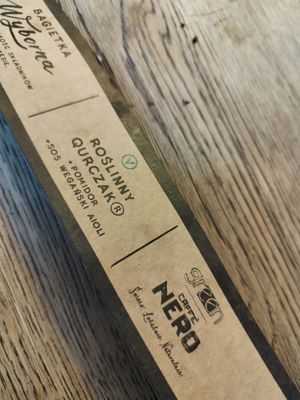 BAGIETKA
Wyborna
V
ROŚLINNY
QURCZAK®
+POMIDOR
+SOS WEGAŃSKI AIOLI
green
CAFFÈ
NERO